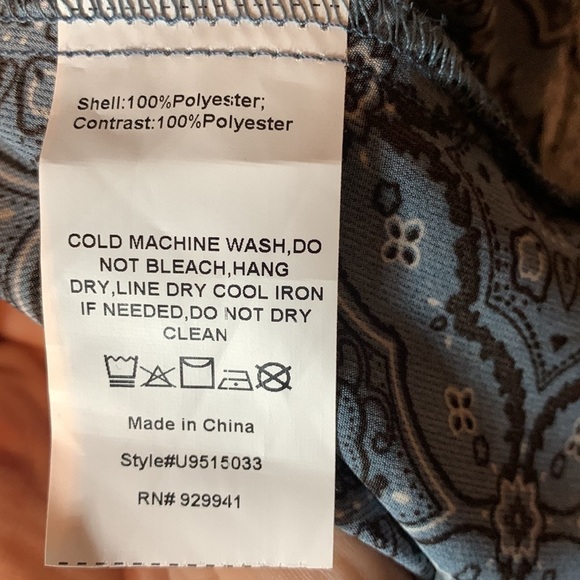 Shell:100%Polyester;
Contrast:100%Polyester
COLD MACHINE WASH,DO
NOT BLEACH,HANG
DRY,LINE DRY COOL IRON
IF NEEDED,DO NOT DRY
CLEAN
Made in China
Style#U9515033
RN# 929941